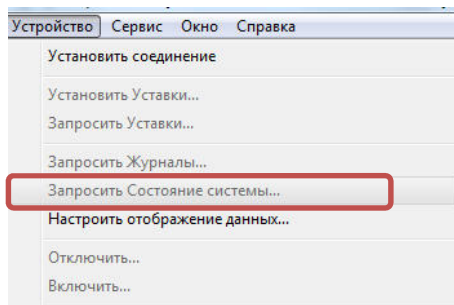 Устройство Сервис Окно Справка
Установить соединение
Установить Уставки...
Запросить Уставки...
Запросить Журналы...
Запросить Состояние системы...
Настроить отображение данных...
Отключить...
Включить...